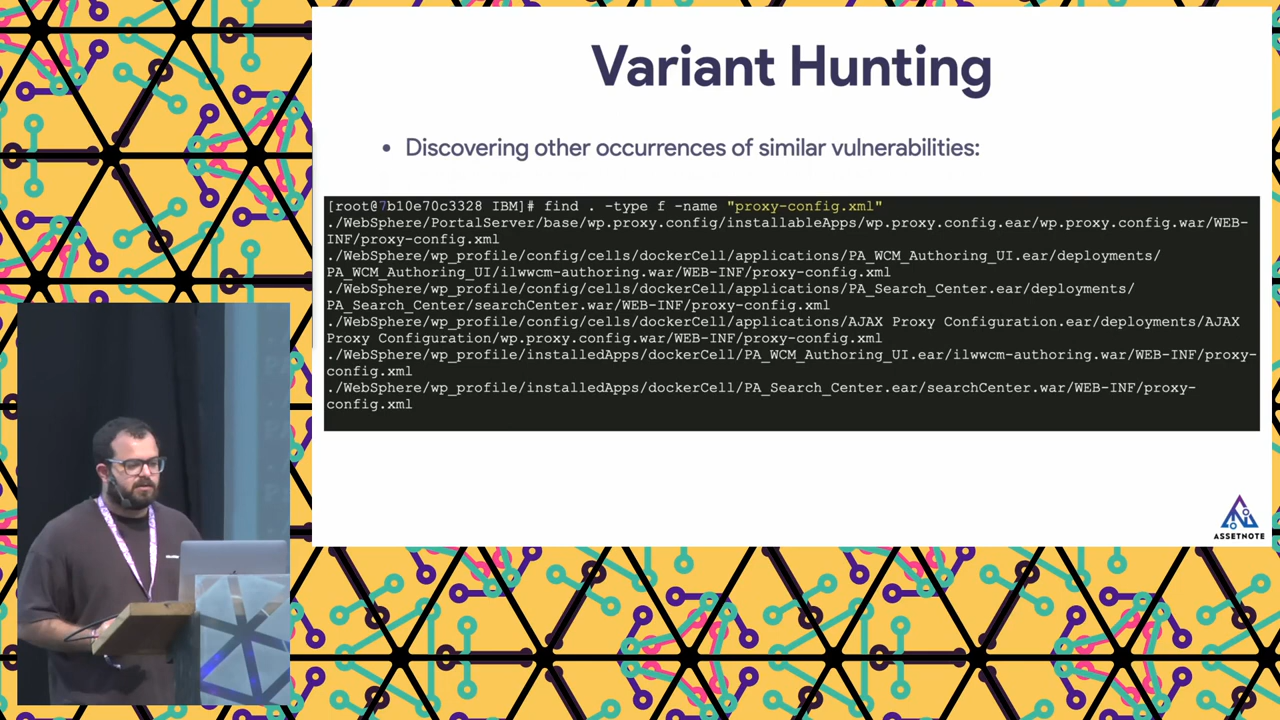 Variant Hunting
• Discovering other occurrences of similar vulnerabilities:
[root@7b10e70c3328 IBM]# find . -type f -name "proxy-config.xml"
./WebSphere/PortalServer/base/wp.proxy.config/installableApps/wp.proxy.config.ear/wp.proxy.config.war/WEB-
INF/proxy-config.xml
./WebSphere/wp_profile/config/cells/dockerCell/applications/PA_WCM_Authoring_UI.ear/deployments/
PA_WCM_Authoring_UI/ilwwcm-authoring.war/WEB-INF/proxy-config.xml
./WebSphere/wp_profile/config/cells/dockerCell/applications/PA_Search_Center.ear/deployments/
PA_Search_Center/searchCenter.war/WEB-INF/proxy-config.xml
./WebSphere/wp_profile/config/cells/dockerCell/applications/AJAX Proxy Configuration.ear/deployments/AJAX
Proxy Configuration/wp.proxy.config.war/WEB-INF/proxy-config.xml
./WebSphere/wp_profile/installedApps/dockerCell/PA_WCM_Authoring_UI.ear/ilwwcm-authoring.war/WEB-INF/proxy-
config.xml
./WebSphere/wp_profile/installedApps/dockerCell/PA_Search_Center.ear/searchCenter.war/WEB-INF/proxy-
config.xml
ASSETNOTE